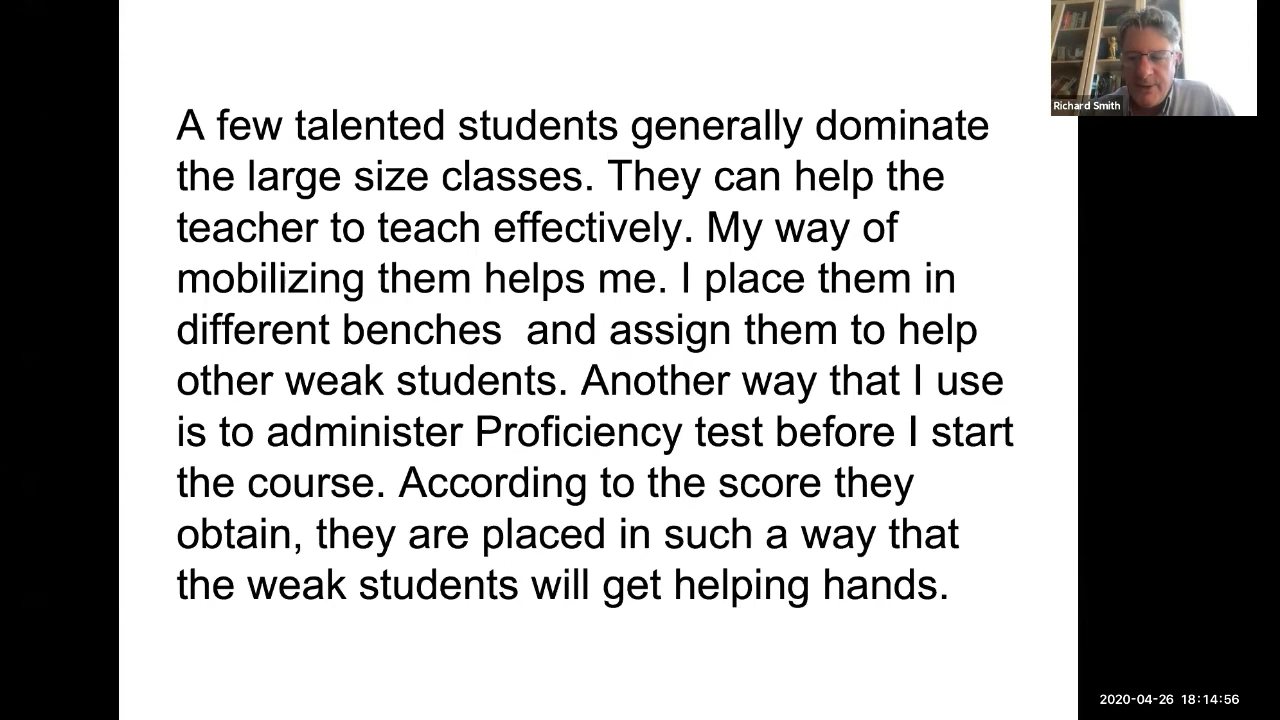 A few talented students generally dominate
the large size classes. They can help the
teacher to teach effectively. My way of
mobilizing them helps me. I place them in
different benches  and assign them to help
other weak students. Another way that I use
is to administer Proficiency test before I start
the course. According to the score they
obtain, they are placed in such a way that
the weak students will get helping hands.
Richard Smith
2020-04-26 18:14:56